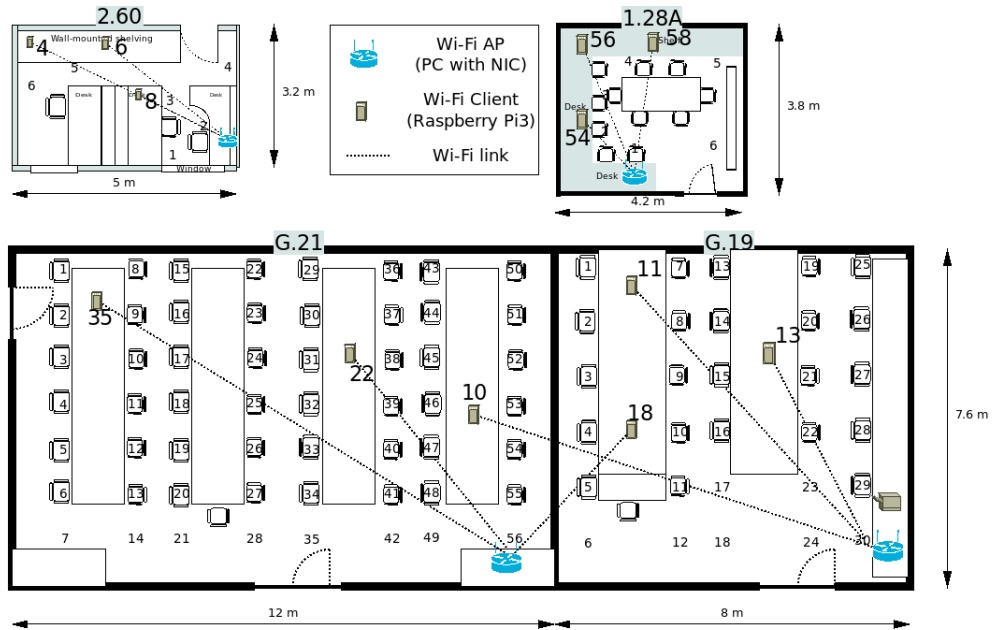 2.60
Wall-mounted shelving
4
6
5
4
6
Desk
8
3
Desk
2
1
Window
3.2 m
5 m
Wi-Fi AP
(PC with NIC)
Wi-Fi Client
(Raspberry Pi3)
Wi-Fi link
1.28A
56
58
4
5
Desk
54
6
Desk
3.8 m
4.2 m
G.21
1 8 15 22 29 36 43 50
35
2 9 16 23 30 37 44 51
3 10 17 24 31 38 45 52
22
10
4 11 18 25 32 39 46 53
5 12 19 26 33 40 47 54
6 13 20 27 34 41 48 55
7 14 21 28 35 42 49 56
12 m
G.19
11
1 7 13 19 25
2 8 14 20 26
13
3 9 15 21 27
18
4 10 16 22 28
5 11 17 23 29
6 12 18 24 30
7.6 m
8 m